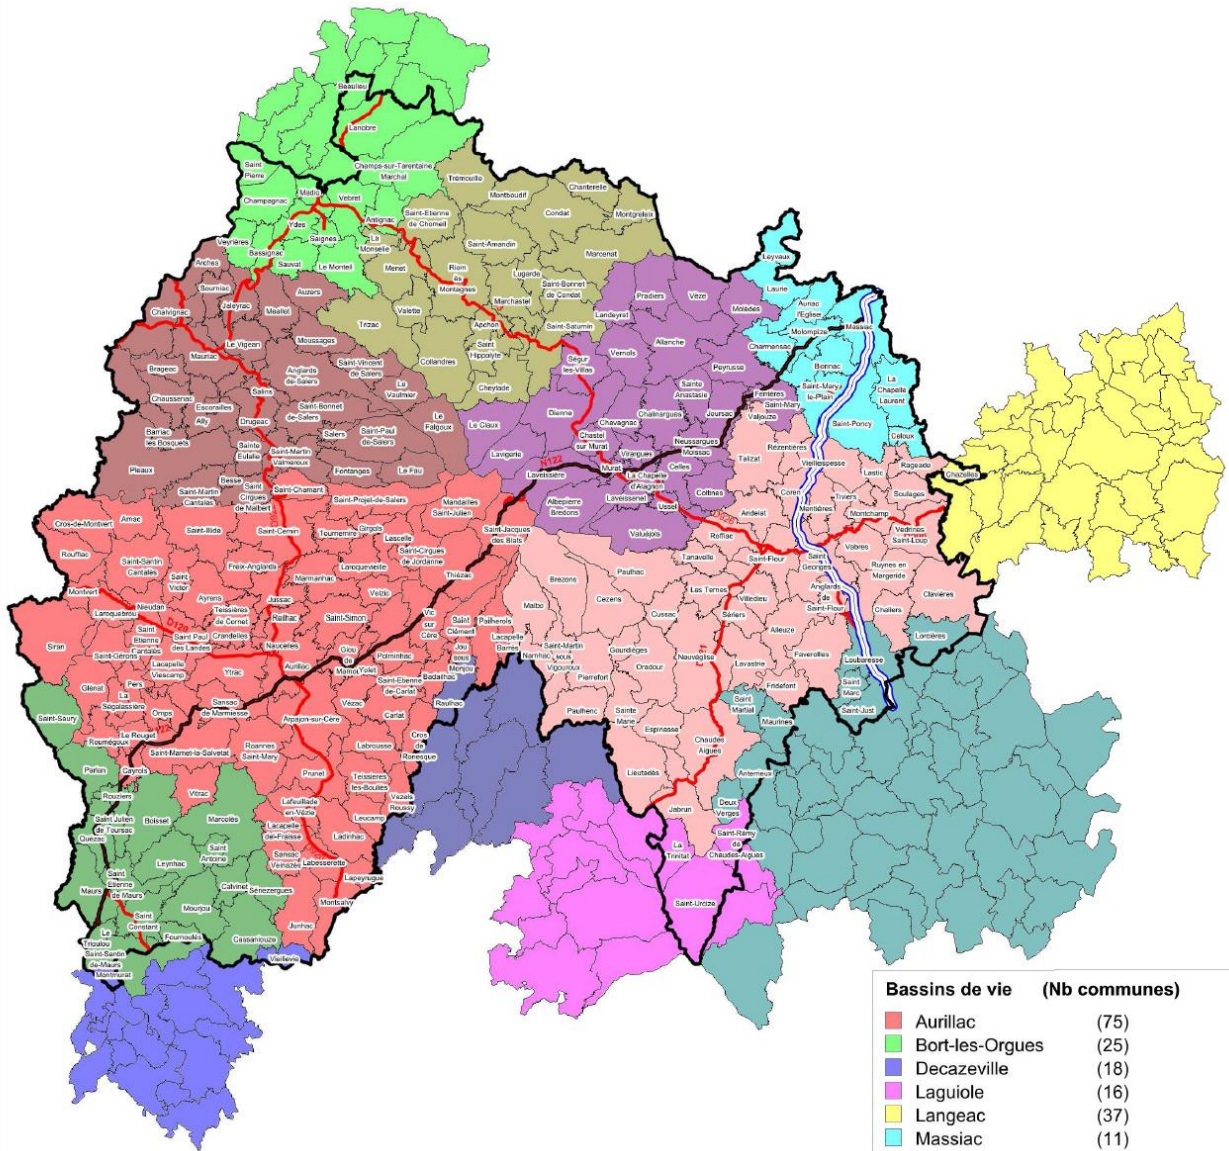 Beaulieu
Lanobre
Champs-sur-Tarentaine
Marchal
Saint
Pierre
Champagnac
Madic
Vebret
Ydes
Antignac
Saignes
Veyrières
Bassignac
Sauvat
Le Monteil
La
Monselie
Trémouille
Montboudif
Chanterelle
Condat
Montgreleix
Saint-Etienne
de Chomeil
Saint-Amandin
Marcenat
Menet
Riom
ès
Montagnes
Lugarde
Saint-Bonnet
de Condat
Marchastel
Valette
Trizac
Apchon
Saint-Saturnin
Saint
Hippolyte
Collandres
Cheylade
Arches
Sourniac
Jaleyrac
Auzers
Méallet
Chalvignac
Moussages
Le Vigean
Mauriac
Brageac
Anglards
de-Salers
Saint-Vincent
de Salers
Le
Vaulmier
Chaussenac
Salins
Escorailles
Ally
Drugeac
Saint-Bonnet
de-Salers
Salers
Saint-Paul
de-Salers
Le
Falgoux
Barriac
les Bosquets
Sainte
Eulalie
Saint-Martin
Valmeroux
Pleaux
Fontanges
Le Fau
Besse
Saint
Cirgues
de Malbert
Saint-Chamant
Saint-Martin
Cantalès
Leyvaux
Laurie
Auriac
l'Eglise
Molompize
Massiac
Charmensac
Bonnac
Saint-Mary
le-Plain
La
Chapelle
Laurent
Saint-Poncy
Celoux
Ferrières
Saint-Mary
Valjouze
Pradiers
Vèze
Molèdes
Landeyrat
Allanche
Ségur
les-Villas
Vernols
Peyrusse
Sainte
Anastasie
Dienne
Chalinargues
Joursac
Le Claux
Chavagnac
Chastel
sur Murat
Neussargues
Moissac
Virargues
Lavigerie
N122
Murat
Celles
Laveissière
La Chapelle
d'Alagnon
Laveissenet
Coltines
Albepierre
Bredons
Ussel
Valuéjols
Rézentières
Talizat
Vieillespesse
Lastic
Rageade
Chazelles
Coren
Tiviers
Soulages
Mentières
Montchamp
Andelat
Roffiac
Saint-Flour
Saint
Georges
Vabres
Védrines
Saint-Loup
Tanavelle
Ruynes en
Margeride
Les Ternes
Villedieu
Anglards
de
Saint-Flour
Clavières
Chaliers
Paulhac
Brezons
Cézens
Malbo
Cussac
Sériers
Alleuze
Lorcières
Gourdièges
Neuvéglise
Faverolles
Loubaresse
Lavastrie
Oradour
Saint-Martin
sous
Vigouroux
Narnhac
Pierrefort
Fridefont
Saint
Marc
Saint-Just
Paulhenc
Sainte
Marie
Espinasse
Saint
Martial
Maurines
Chaudes
Aigues
Anterrieux
Lieutadès
Jabrun
Deux
Verges
La
Trinitat
Saint-Rémy
de
Chaudes-Aigues
Saint-Urcize
Cros-de-Montvert
Arnac
Saint-Illide
Saint-Cernin
Saint-Projet-de-Salers
Tournemire
Girgols
Lascelle
Mandailles
Saint-Julien
Saint-Jacques
des Blats
Rouffiac
Saint-Santin
Cantalès
Saint
Victor
Freix-Anglards
Saint-Cirgues
de Jordanne
Laroquevieille
Marmanhac
Thiézac
Velzic
Montvert
Ayrens
Jussac
Nieudan
Laroquebrou
Teissières
de Cornet
Reilhac
Saint-Simon
Vic
sur
Cère
D120
Crandelles
Saint Paul
des Landes
Naucelles
Siran
Saint
Etienne
Cantalès
Saint-Gérons
Lacapelle
Viescamp
Ytrac
Aurillac
Giou
de
Mamou
Yolet
Polminhac
Saint
Clément
Pailherols
Lacapelle
Barrès
Jou
sous
Monjou
Badailhac
Saint-Etienne
de-Carlat
Raulhac
Glénat
Pers
La
Ségalassière
Omps
Sansac
de Marmiesse
Vézac
Carlat
Arpajon-sur-Cère
Cros
de
Ronesque
Labrousse
Saint-Saury
Le Rouget
Roumégoux
Saint-Mamet-la-Salvetat
Roannes
Saint-Mary
Prunet
Teissières
les-Bouliès
Cayrols
Parlan
Vitrac
Lafeuillade
en-Vézie
Vezels
Roussy
Leucamp
Rouziers
Saint Julien
de Toursac
Boisset
Marcolès
Lacapelle
del-Fraisse
Ladinhac
Quézac
Saint
Antoine
Sansac
Veinazès
Labesserette
Lapeyrugue
Leynhac
Calvinet
Sénezergues
Maurs
Saint
Etienne
de Maurs
Mourjou
Montsalvy
Saint
Constant
Junhac
La
Trioulou
Fournoulès
Cassaniouze
Saint-Santin
de-Maurs
Montmurat
Vieillevie
Bassins de vie (Nb communes)
Aurillac (75)
Bort-les-Orgues (25)
Decazeville (18)
Laguiole (16)
Langeac (37)
Massiac (11)